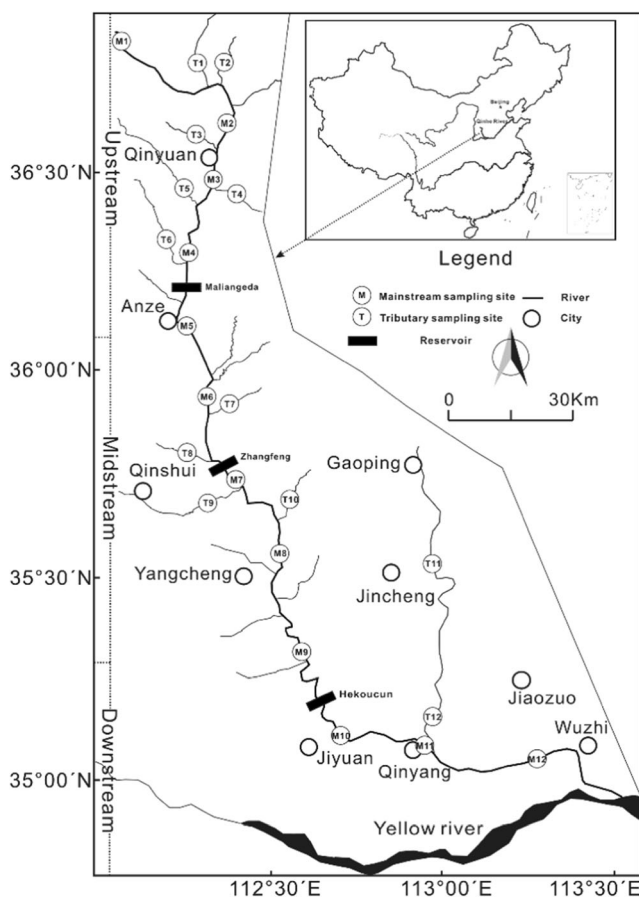 M1
T1
T2
Beijing
Qinhe River
M2
T3
Qinyuan
36°30´N
M3
T4
T5
Upstream
T6
M4
Legend
Maliangeda
M Mainstream sampling site
River
T Tributary sampling site
City
Reservoir
Anze
M5
36°00´N
0 30Km
M6
T7
Midstream
T8
Zhangfeng
Gaoping
Qinshui
M7
T9
T10
M8
T11
35°30´N
Yangcheng
Jincheng
M9
Hekoucun
Jiaozuo
T12
Wuzhi
M10
M11
Jiyuan
Qinyang
M12
Downstream
35°00´N
Yellow river
112°30´E 113°00´E 113°30´E